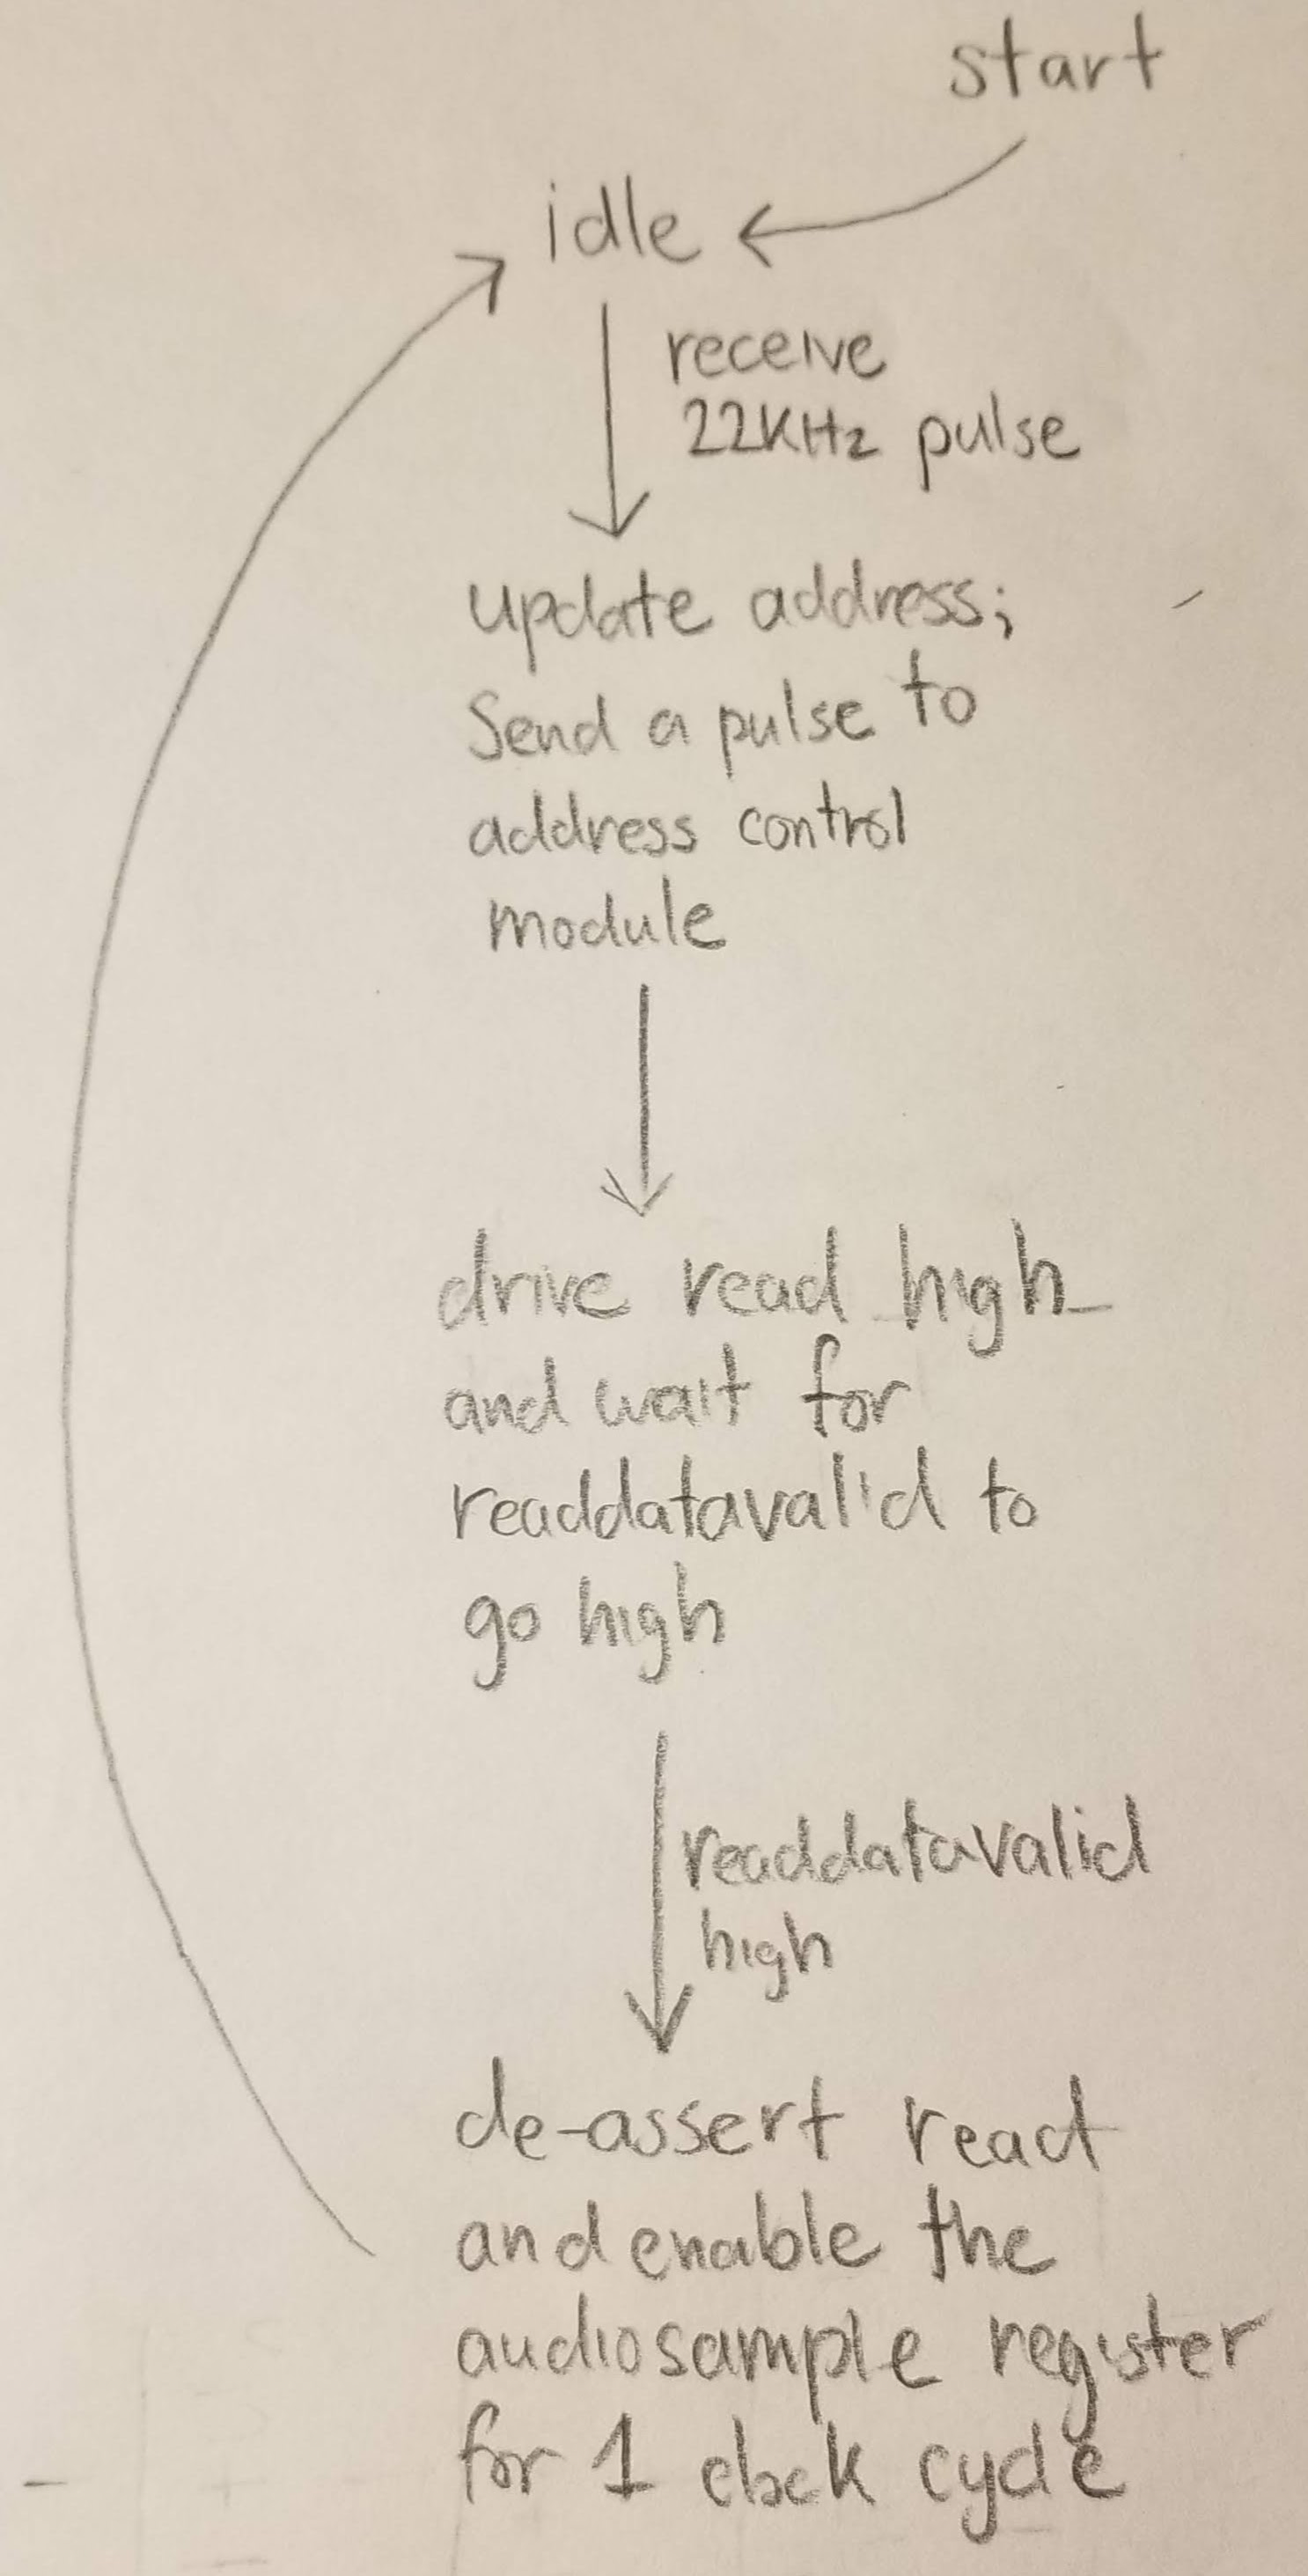 start
idle
receive
22KHz pulse
update address;
Send a pulse to
address control
module
drive read high
and wait for
readdatavalid to
go high
readdatavalid
high
de-assert read
and enable the
audiosample register
for 1 clock cycle